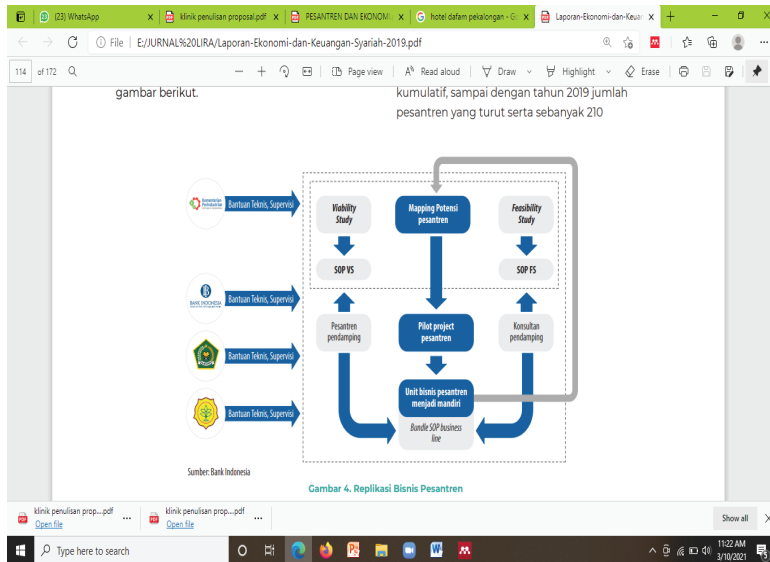 (23) WhatsApp
klinik penulisan proposal.pdf
PESANTREN DAN EKONOMI
hotel dafam pekalongan - G
Laporan-Ekonomi-dan-Keuan
File
E:/JURNAL%20LIRA/Laporan-Ekonomi-dan-Keuangan-Syariah-2019.pdf
114 of 172
Page view
Read aloud
Draw
Highlight
Erase
gambar berikut.
kumulatif, sampai dengan tahun 2019 jumlah
pesantren yang turut serta sebanyak 210
Kementerian
Perindustrian
Bantuan Teknis, Supervisi
Viability
Study
Mapping Potensi
pesantren
Feasibility
Study
SOP VS
SOP FS
BANK INDONESIA
Bantuan Teknis, Supervisi
Pesantren
pendamping
Pilot project
pesantren
Konsultan
pendamping
Bantuan Teknis, Supervisi
Unit bisnis pesantren
menjadi mandiri
Bantuan Teknis, Supervisi
Bundle SOP business
line
Sumber: Bank Indonesia
Gambar 4. Replikasi Bisnis Pesantren
klinik penulisan prop....pdf
Open file
klinik penulisan prop....pdf
Open file
Show all
Type here to search
11:22 AM
3/10/2021